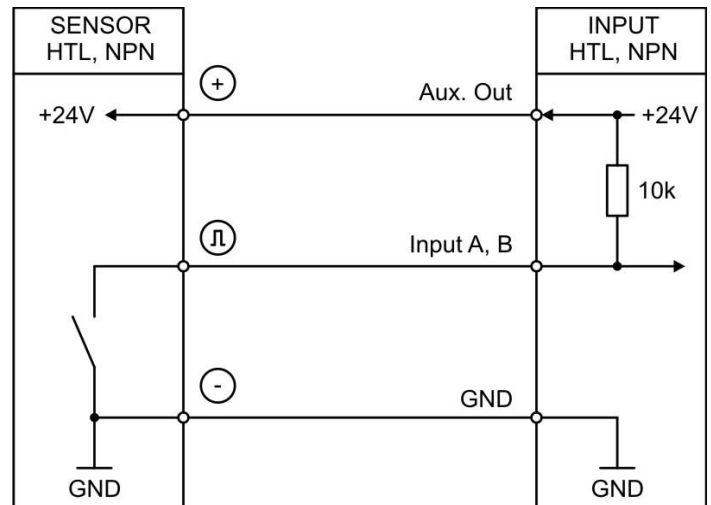 SENSOR
HTL, NPN
INPUT
HTL, NPN
+
Aux. Out
+24V
+24V
10k
Input A, B
-
GND
GND
GND